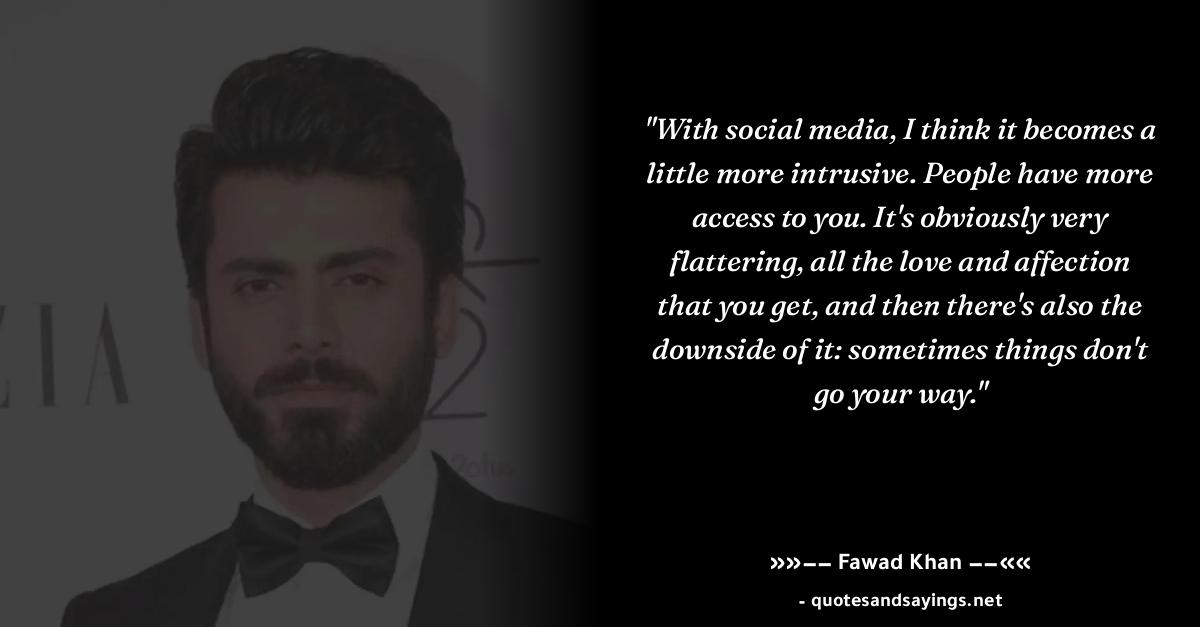 "With social media, I think it becomes a
little more intrusive. People have more
access to you. It's obviously very
flattering, all the love and affection
that you get, and then there's also the
downside of it: sometimes things don't
go your way."
»»−− Fawad Khan −−««
- quotesandsayings.net
ZIA